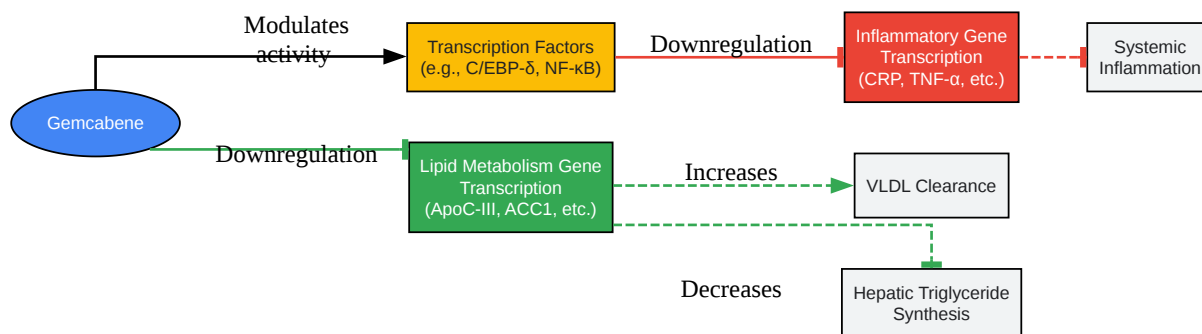 Modulates
activity
Transcription Factors
(e.g., C/EBP-δ, NF-κB)
Downregulation
Inflammatory Gene
Transcription
(CRP, TNF-α, etc.)
Systemic
Inflammation
Gemcabene
Downregulation
Lipid Metabolism Gene
Transcription
(ApoC-III, ACC1, etc.)
Increases
VLDL Clearance
Decreases
Hepatic Triglyceride
Synthesis